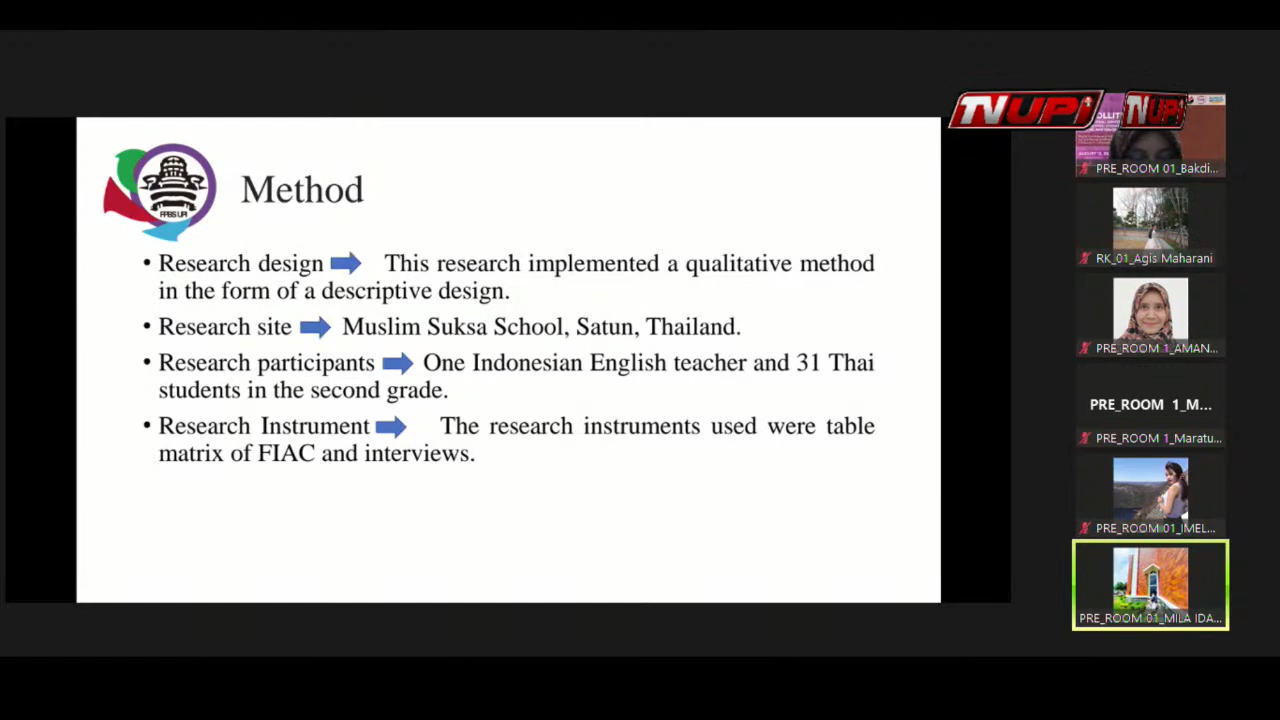 TVUPI
TVUPI
PRE_ROOM 01_Bakdi...
RK_01_Agis Maharani
PRE_ROOM 1_AMAN...
PRE_ROOM 1_M...
PRE_ROOM 1_Maratu...
PRE_ROOM 01_IMEL...
PRE_ROOM 01_MILA IDA...
FPBS UPI
Method
• Research design This research implemented a qualitative method
in the form of a descriptive design.
• Research site Muslim Suksa School, Satun, Thailand.
• Research participants One Indonesian English teacher and 31 Thai
students in the second grade.
• Research Instrument The research instruments used were table
matrix of FIAC and interviews.